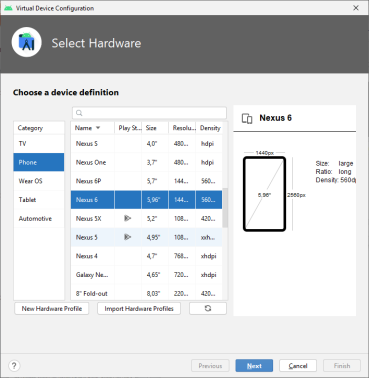 Virtual Device Configuration
Select Hardware
Choose a device definition
Category
TV
Phone
Wear OS
Tablet
Automotive
Name Play St... Size Resolu... Density
Nexus S 4,0" 480... hdpi
Nexus One 3,7" 480... hdpi
Nexus 6P 5,7" 144... 560...
Nexus 6 5,96" 144... 560...
Nexus 5X 5,2" 108... 420...
Nexus 5 4,95" 108... xxh...
Nexus 4 4,7" 768... xhdpi
Galaxy Ne... 4,65" 720... xhdpi
8" Fold-out 8,03" 220... 420...
Nexus 6
1440px
5,96"
2560px
Size: large
Ratio: long
Density: 560dp
New Hardware Profile
Import Hardware Profiles
?
Previous
Next
Cancel
Finish